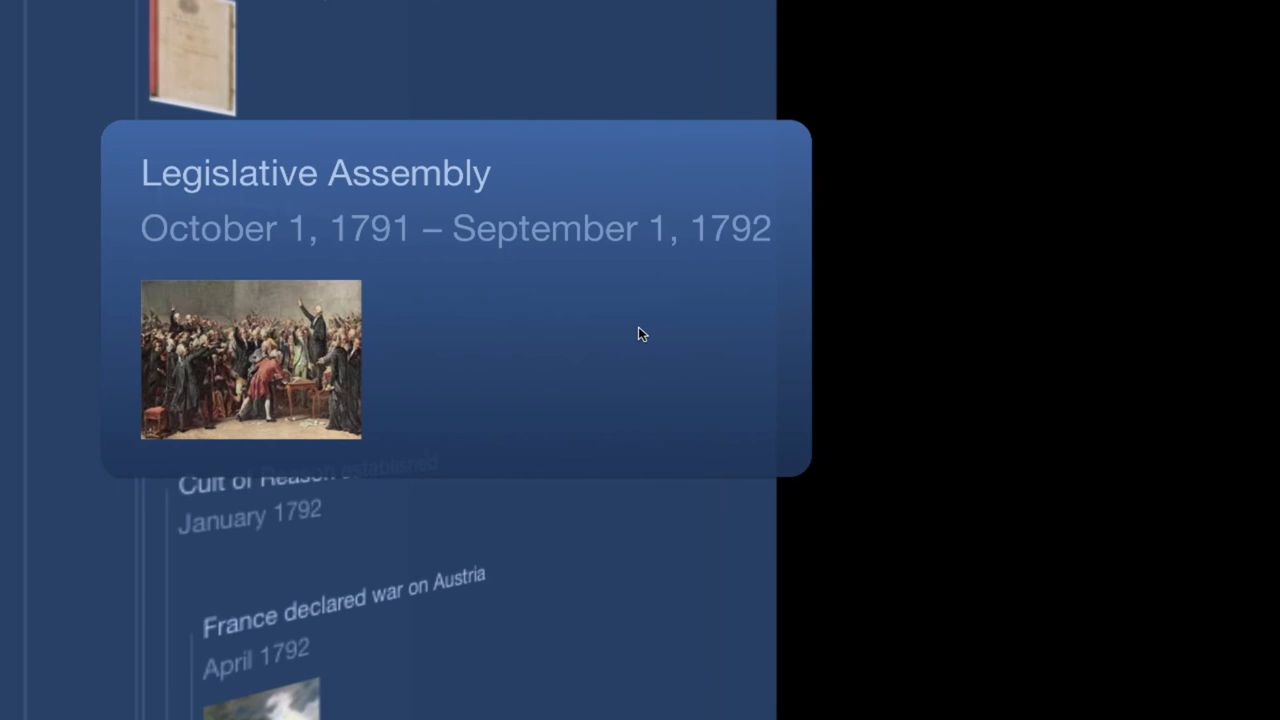 Legislative Assembly
October 1, 1791 – September 1, 1792
Cult of Reason established
January 1792
France declared war on Austria
April 1792